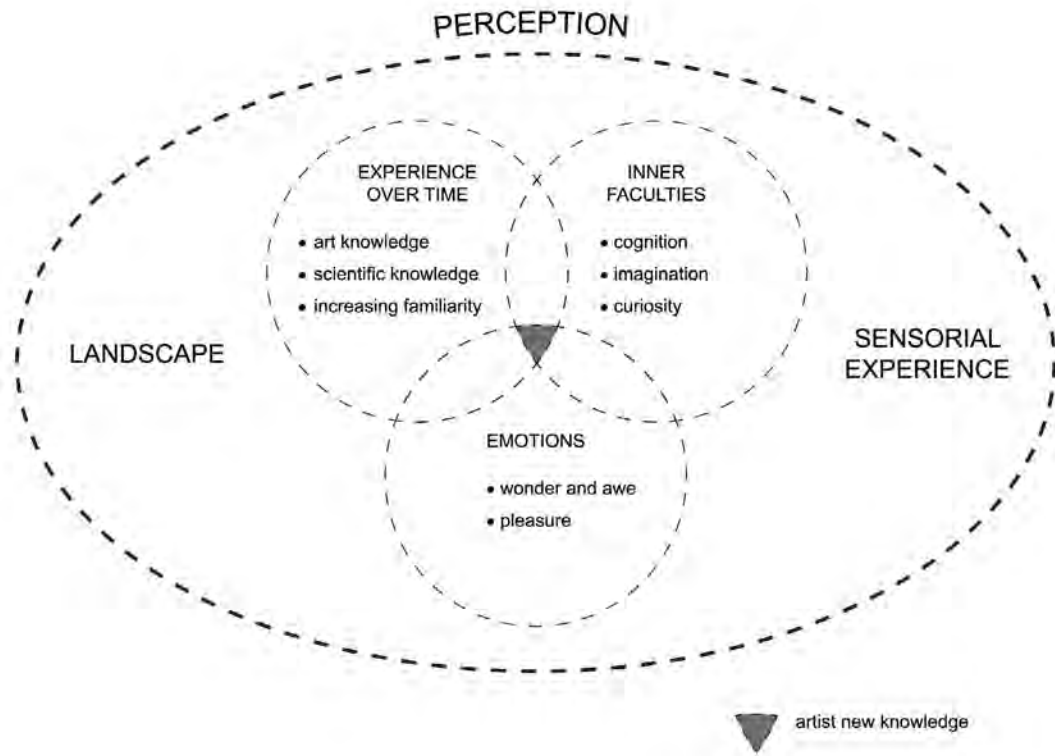 PERCEPTION
EXPERIENCE
OVER TIME
• art knowledge
• scientific knowledge
• increasing familiarity
INNER
FACULTIES
• cognition
• imagination
• curiosity
LANDSCAPE
SENSORIAL
EXPERIENCE
EMOTIONS
• wonder and awe
• pleasure
artist new knowledge